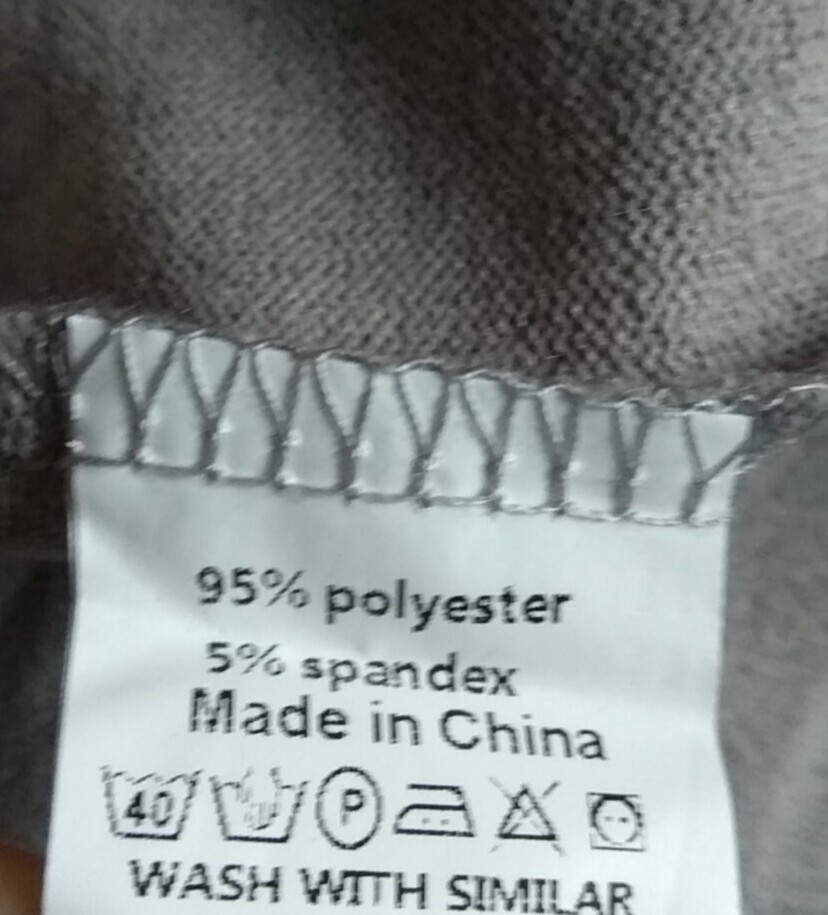 95% polyester
5% spandex
Made in China
40 P
WASH WITH SIMILAR